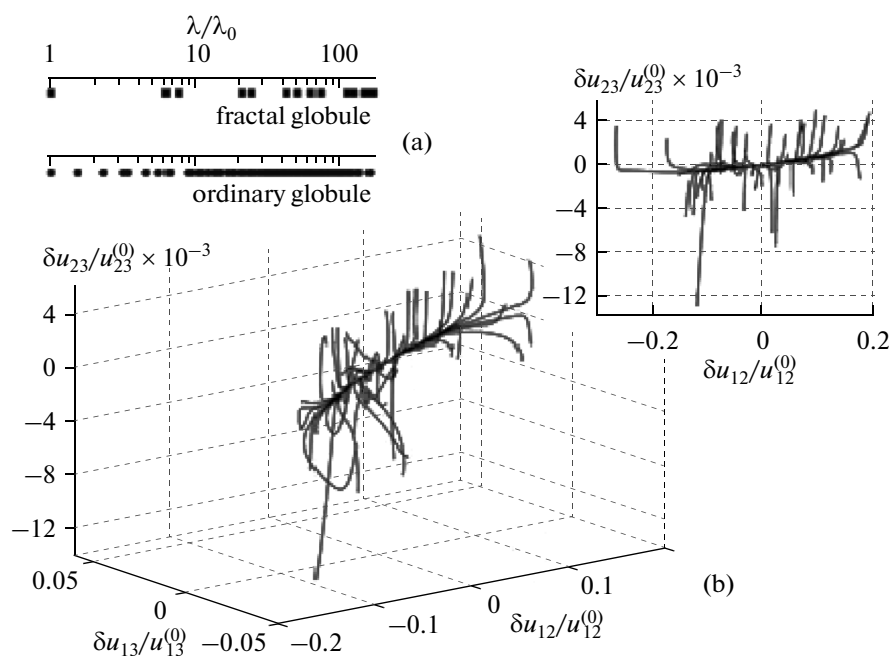 λ/λ₀
1 10 100
fractal globule
(a)
ordinary globule
δu₂₃/u₂₃⁽⁰⁾ × 10⁻³
4
0
−4
−8
−12
−0.2 0 0.2
δu₁₂/u₁₂⁽⁰⁾
δu₂₃/u₂₃⁽⁰⁾ × 10⁻³
4
0
−4
−8
−12
0.05
0
−0.05
δu₁₃/u₁₃⁽⁰⁾
−0.2
−0.1
0
0.1
δu₁₂/u₁₂⁽⁰⁾
(b)